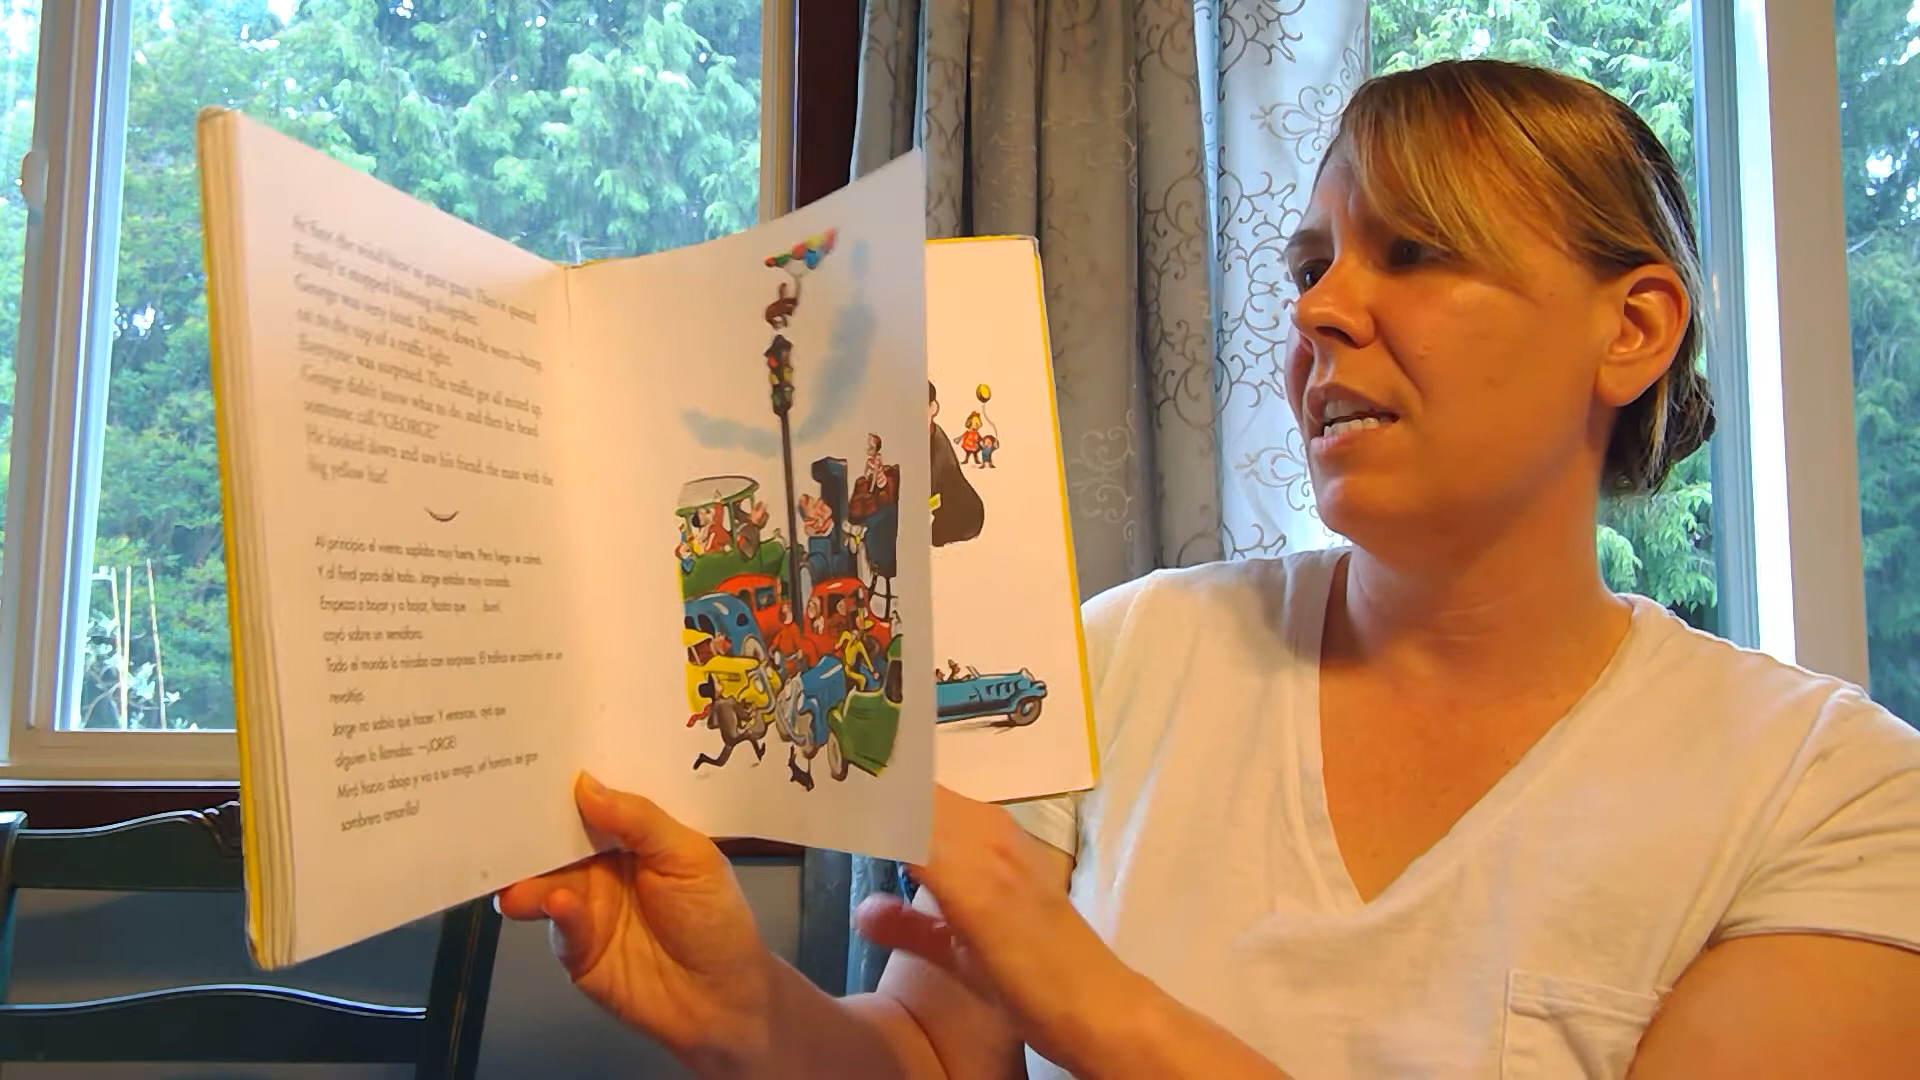 At first the wind blew in great gusts. Then it quieted.
Finally it stopped blowing altogether.
George was very tired. Down, down he went—bump,
on to the top of a traffic light.
Everyone was surprised. The traffic got all mixed up.
George didn't know what to do, and then he heard
someone call, "GEORGE!"
He looked down and saw his friend, the man with the
big yellow hat!
Al principio el viento soplaba muy fuerte. Pero luego se calmó.
Y al final paró del todo. Jorge estaba muy cansado.
Empezó a bajar y a bajar, hasta que . . . ¡bum!,
cayó sobre un semáforo.
Todo el mundo lo miraba con sorpresa. El tráfico se convirtió en un
revoltijo.
Jorge no sabía qué hacer. Y entonces, oyó que
alguien lo llamaba: —¡JORGE!
Miró hacia abajo y vio a su amigo, ¡el hombre del gran
sombrero amarillo!